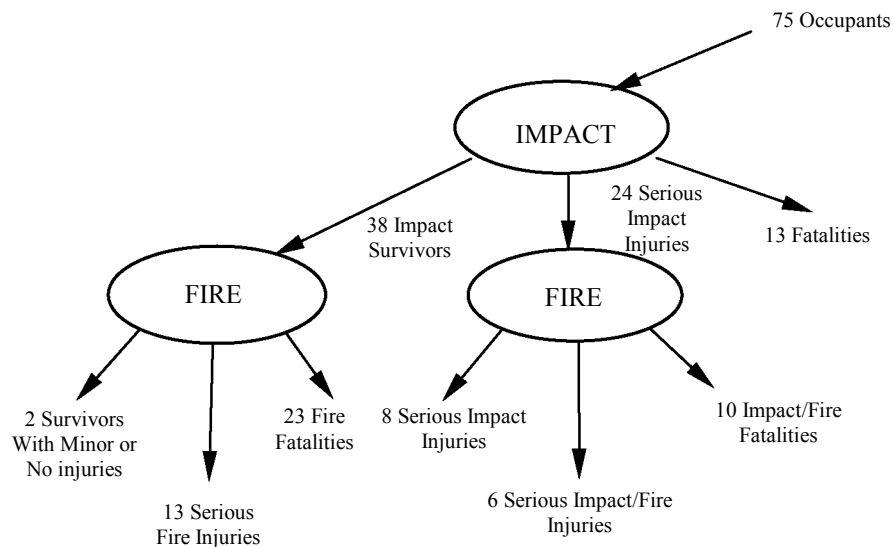 75 Occupants
IMPACT
38 Impact
Survivors
24 Serious
Impact
Injuries
13 Fatalities
FIRE
FIRE
2 Survivors
With Minor or
No injuries
23 Fire
Fatalities
8 Serious Impact
Injuries
10 Impact/Fire
Fatalities
13 Serious
Fire Injuries
6 Serious Impact/Fire
Injuries